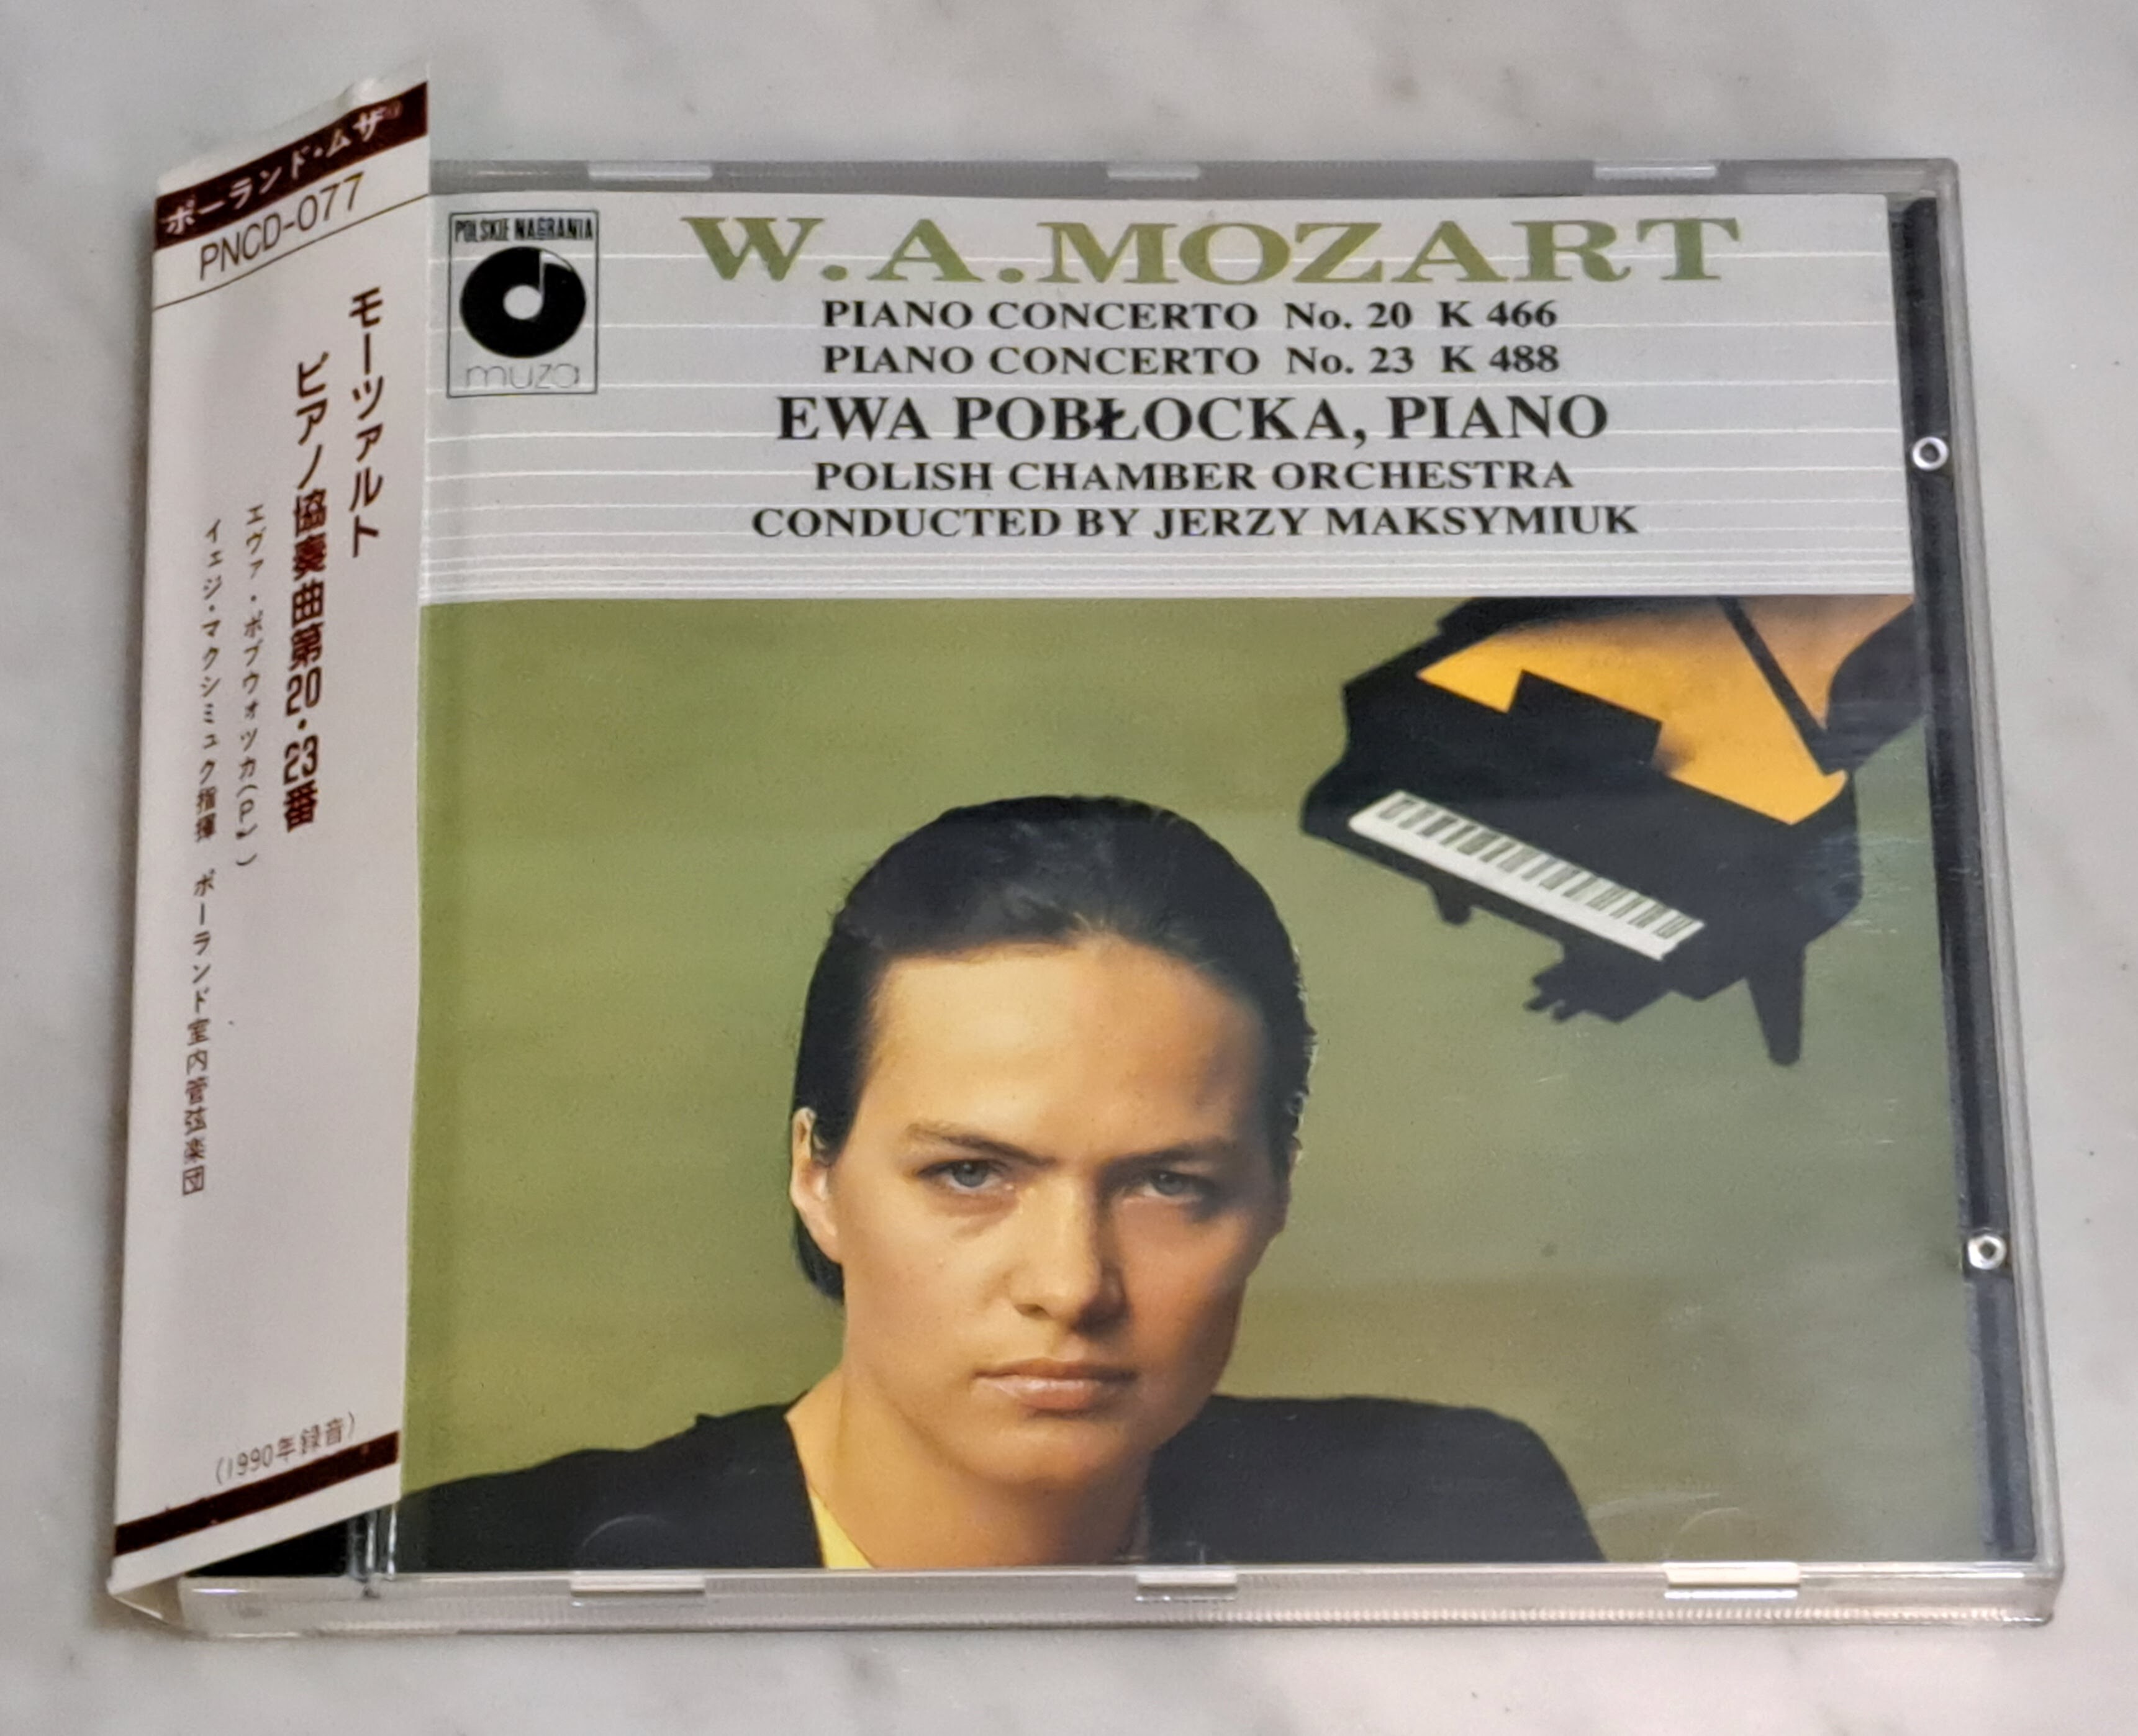 ポーランド・ムザ
PNCD-077
モーツァルト
ピアノ協奏曲第20・23番
エヴァ・ポブウォツカ(P)
イェジ・マクシミュク指揮 ポーランド室内管弦楽団
(1990年録音)
POLSKIE NAGRANIA
muza
W.A.MOZART
PIANO CONCERTO No. 20 K 466
PIANO CONCERTO No. 23 K 488
EWA POBŁOCKA, PIANO
POLISH CHAMBER ORCHESTRA
CONDUCTED BY JERZY MAKSYMIUK